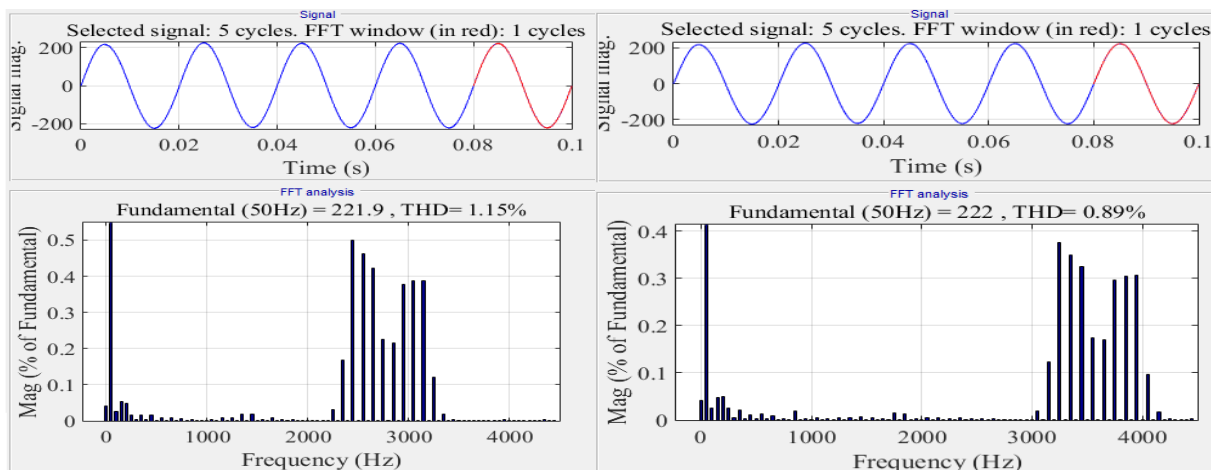 Signal
Selected signal: 5 cycles. FFT window (in red): 1 cycles
Signal mag.
200
0
-200
0 0.02 0.04 0.06 0.08 0.1
Time (s)
FFT analysis
Fundamental (50Hz) = 221.9 , THD= 1.15%
Mag (% of Fundamental)
0.5
0.4
0.3
0.2
0.1
0
0 1000 2000 3000 4000
Frequency (Hz)
Signal
Selected signal: 5 cycles. FFT window (in red): 1 cycles
Signal mag.
200
0
-200
0 0.02 0.04 0.06 0.08 0.1
Time (s)
FFT analysis
Fundamental (50Hz) = 222 , THD= 0.89%
Mag (% of Fundamental)
0.4
0.3
0.2
0.1
0
0 1000 2000 3000 4000
Frequency (Hz)